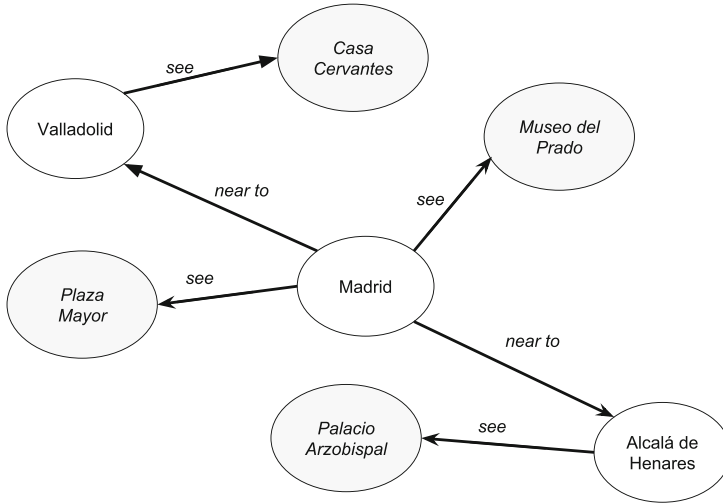 Casa
Cervantes
see
Valladolid
Museo del
Prado
near to
see
see
Plaza
Mayor
Madrid
near to
Palacio
Arzobispal
see
Alcalá de
Henares